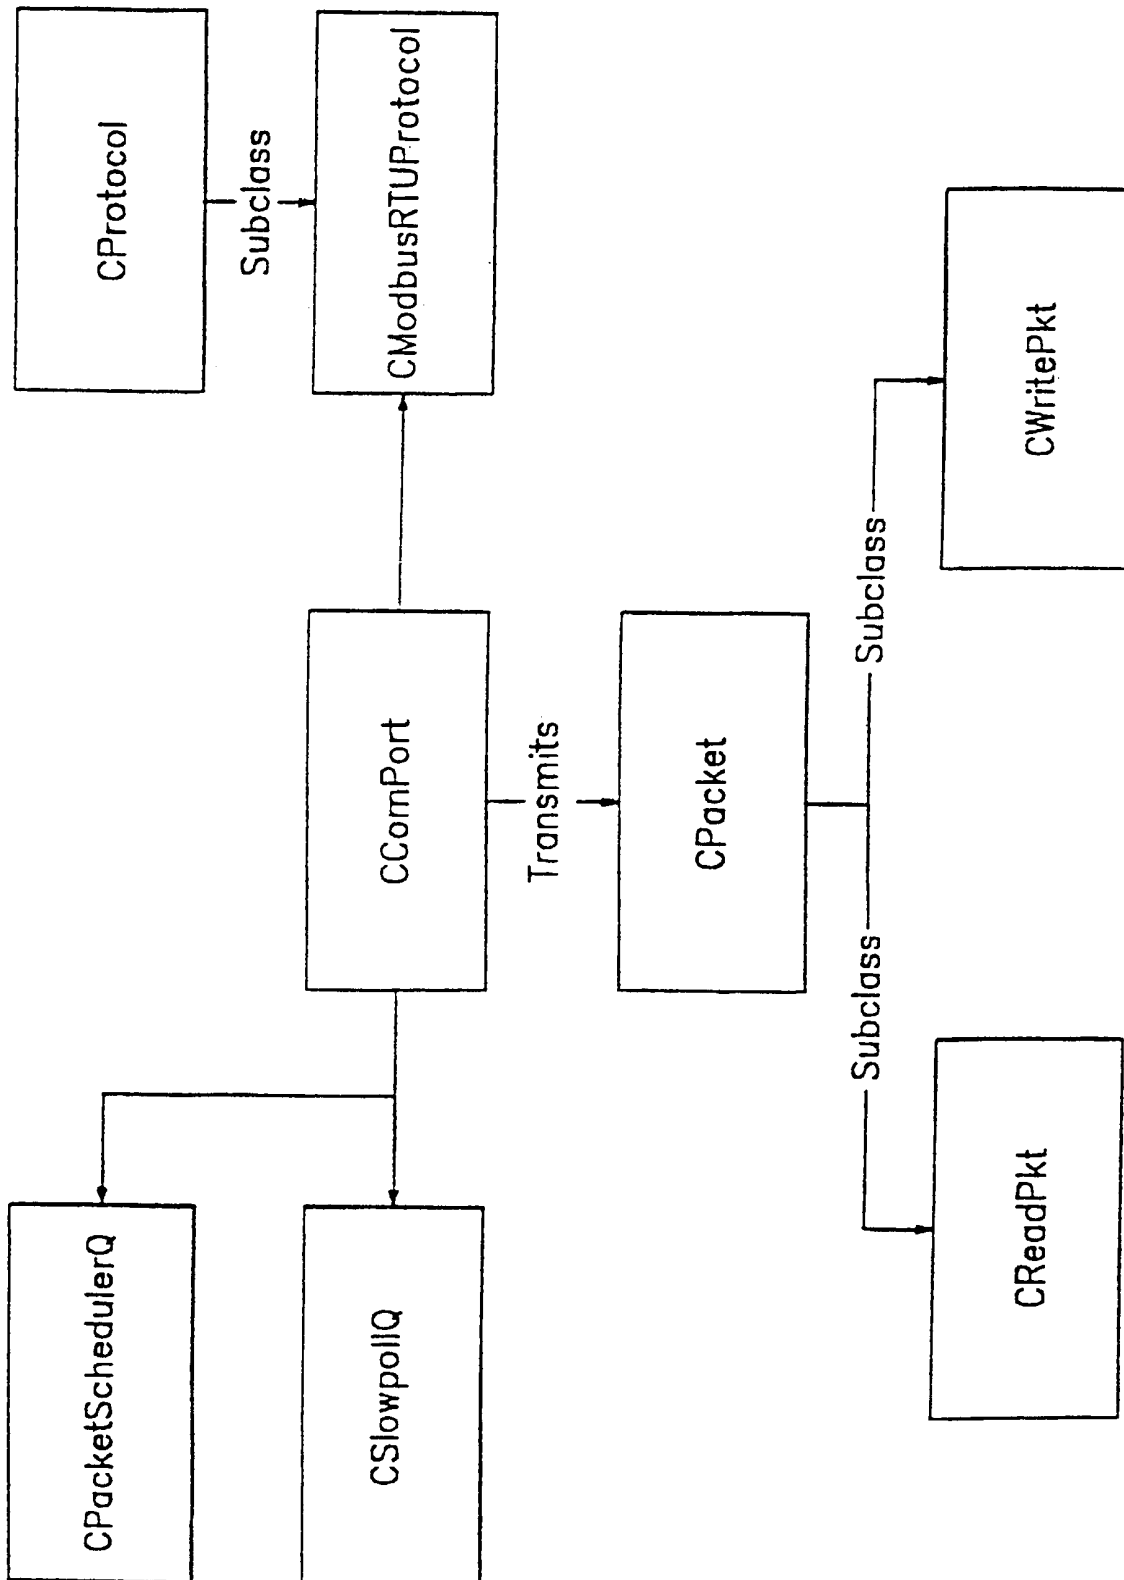 CPacketSchedulerQ
CProtocol
Subclass
CSlowpollQ
CComPort
CModbusRTUProtocol
Transmits
CPacket
Subclass
Subclass
CReadPkt
CWritePkt